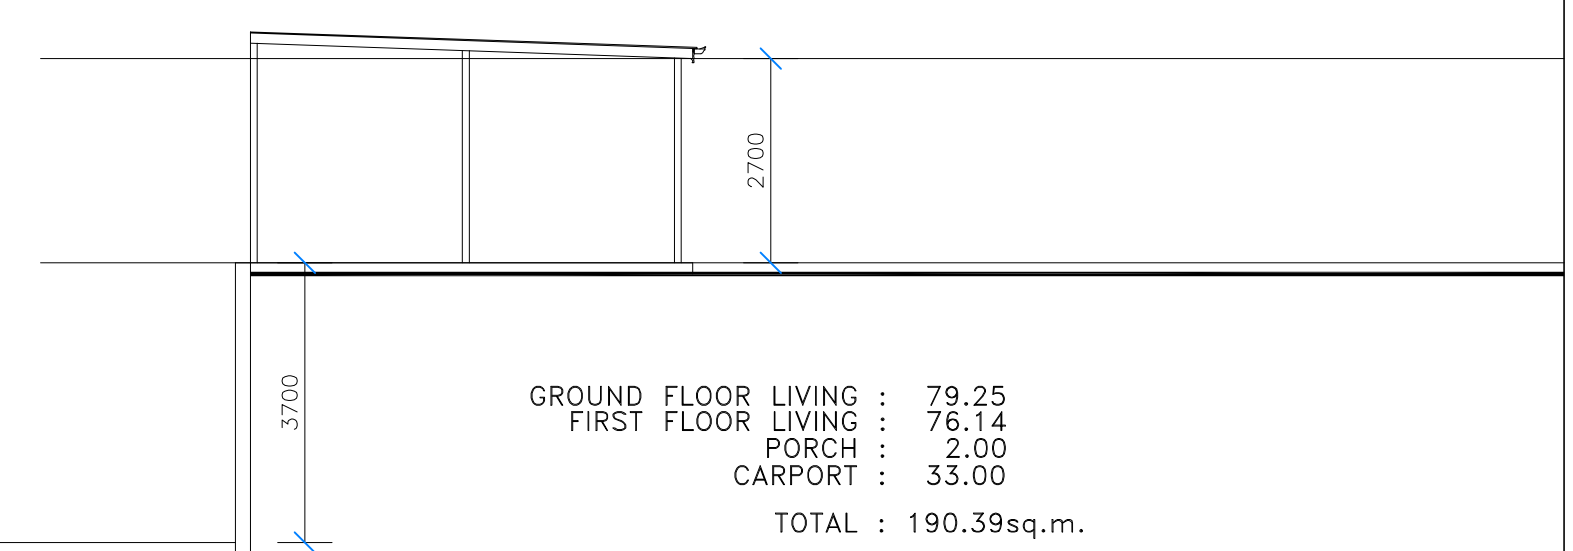 2700
3700
GROUND FLOOR LIVING : 79.25
FIRST FLOOR LIVING : 76.14
PORCH : 2.00
CARPORT : 33.00
TOTAL : 190.39sq.m.